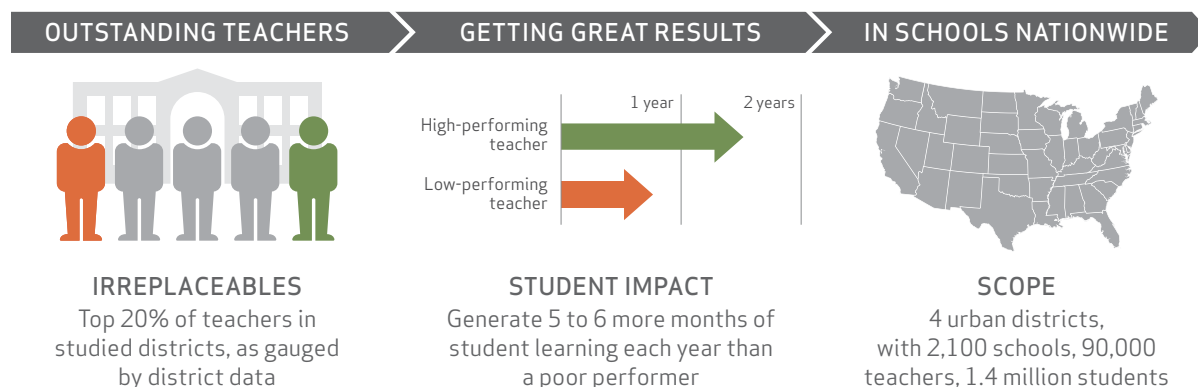 OUTSTANDING TEACHERS
GETTING GREAT RESULTS
IN SCHOOLS NATIONWIDE
1 year
2 years
High-performing
teacher
Low-performing
teacher
IRREPLACEABLES
Top 20% of teachers in
studied districts, as gauged
by district data
STUDENT IMPACT
Generate 5 to 6 more months of
student learning each year than
a poor performer
SCOPE
4 urban districts,
with 2,100 schools, 90,000
teachers, 1.4 million students